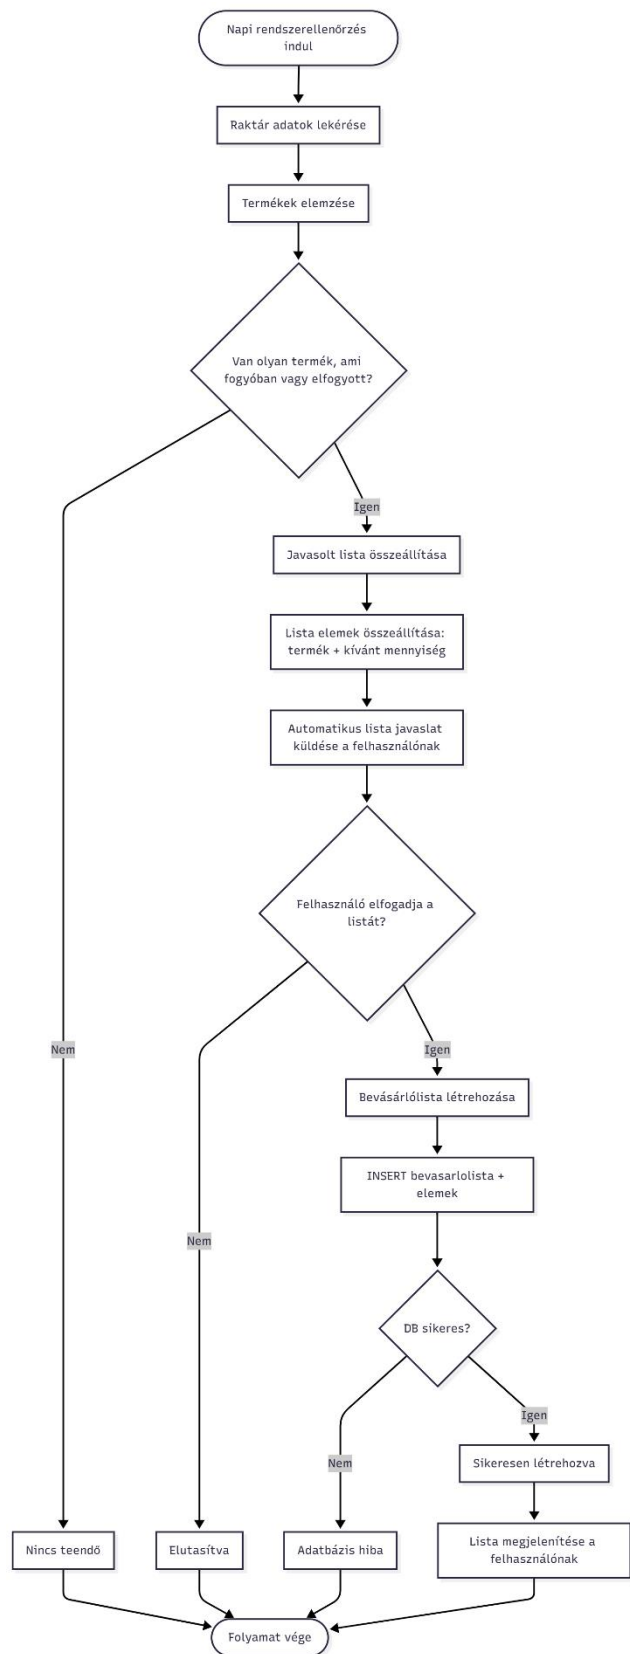 Napi rendszerellenőrzés
indul
Raktár adatok lekérése
Termékek elemzése
Van olyan termék, ami
fogyóban vagy elfogyott?
Igen
Javasolt lista összeállítása
Lista elemek összeállítása:
termék + kívánt mennyiség
Automatikus lista javaslat
küldése a felhasználónak
Felhasználó elfogadja a
listát?
Nem
Igen
Bevásárlólista létrehozása
INSERT bevasarlolista +
elemek
Nem
DB sikeres?
Igen
Nem
Sikeresen létrehozva
Nincs teendő
Elutasítva
Adatbázis hiba
Lista megjelenítése a
felhasználónak
Folyamat vége